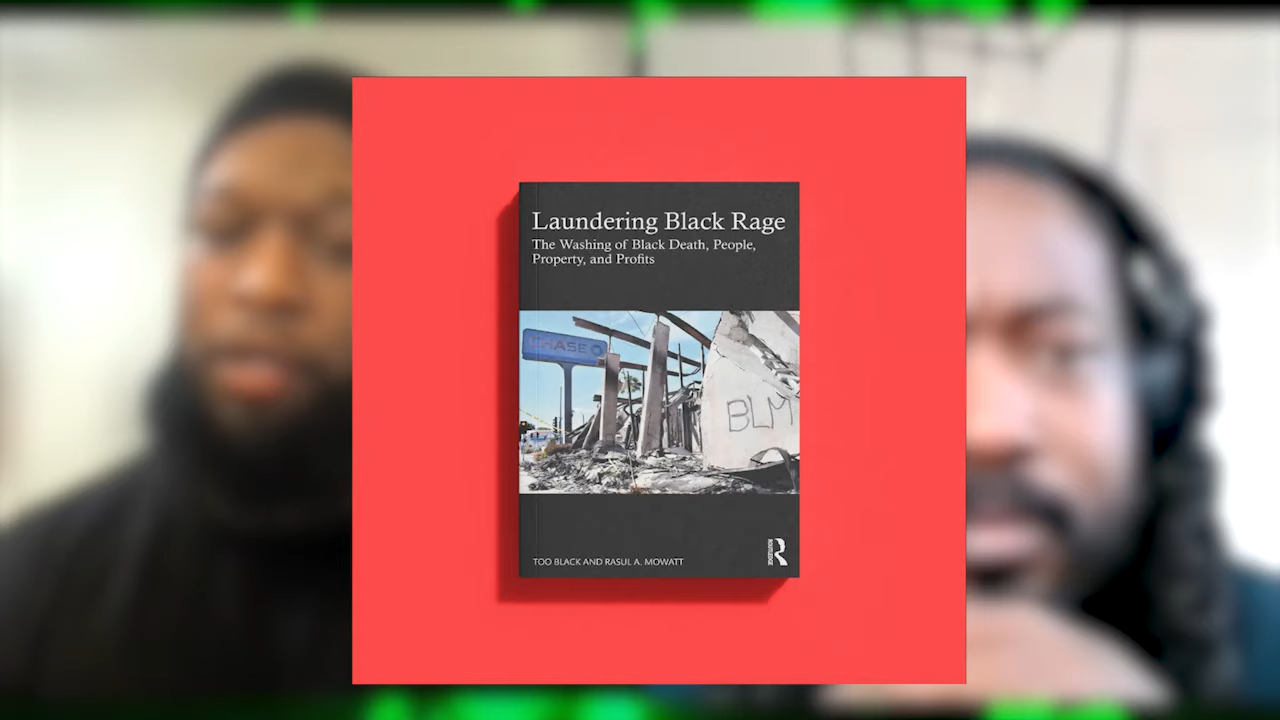 Laundering Black Rage
The Washing of Black Death, People,
Property, and Profits
CHASE
BLM
TOO BLACK AND RASUL A. MOWATT
ROUTLEDGE